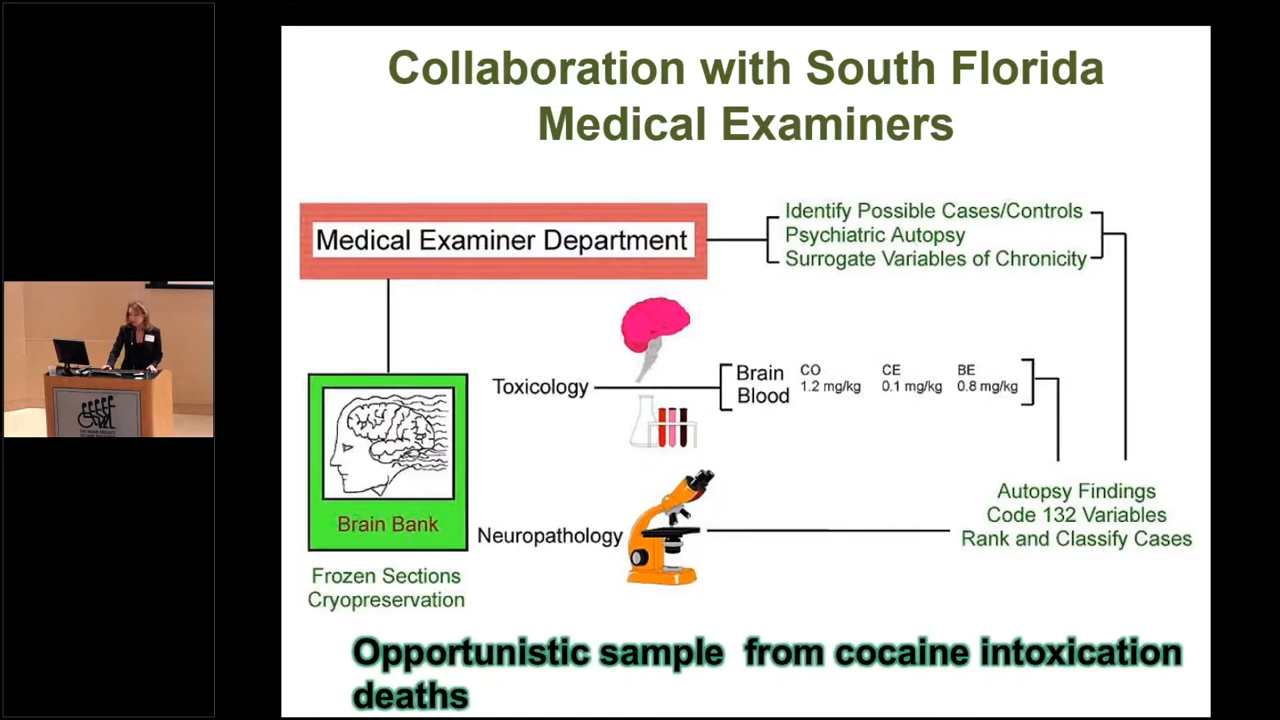 Collaboration with South Florida
Medical Examiners
Medical Examiner Department
Identify Possible Cases/Controls
Psychiatric Autopsy
Surrogate Variables of Chronicity
Toxicology
Brain
Blood
CO
1.2 mg/kg
CE
0.1 mg/kg
BE
0.8 mg/kg
Brain Bank
Neuropathology
Autopsy Findings
Code 132 Variables
Rank and Classify Cases
Frozen Sections
Cryopreservation
Opportunistic sample from cocaine intoxication
deaths